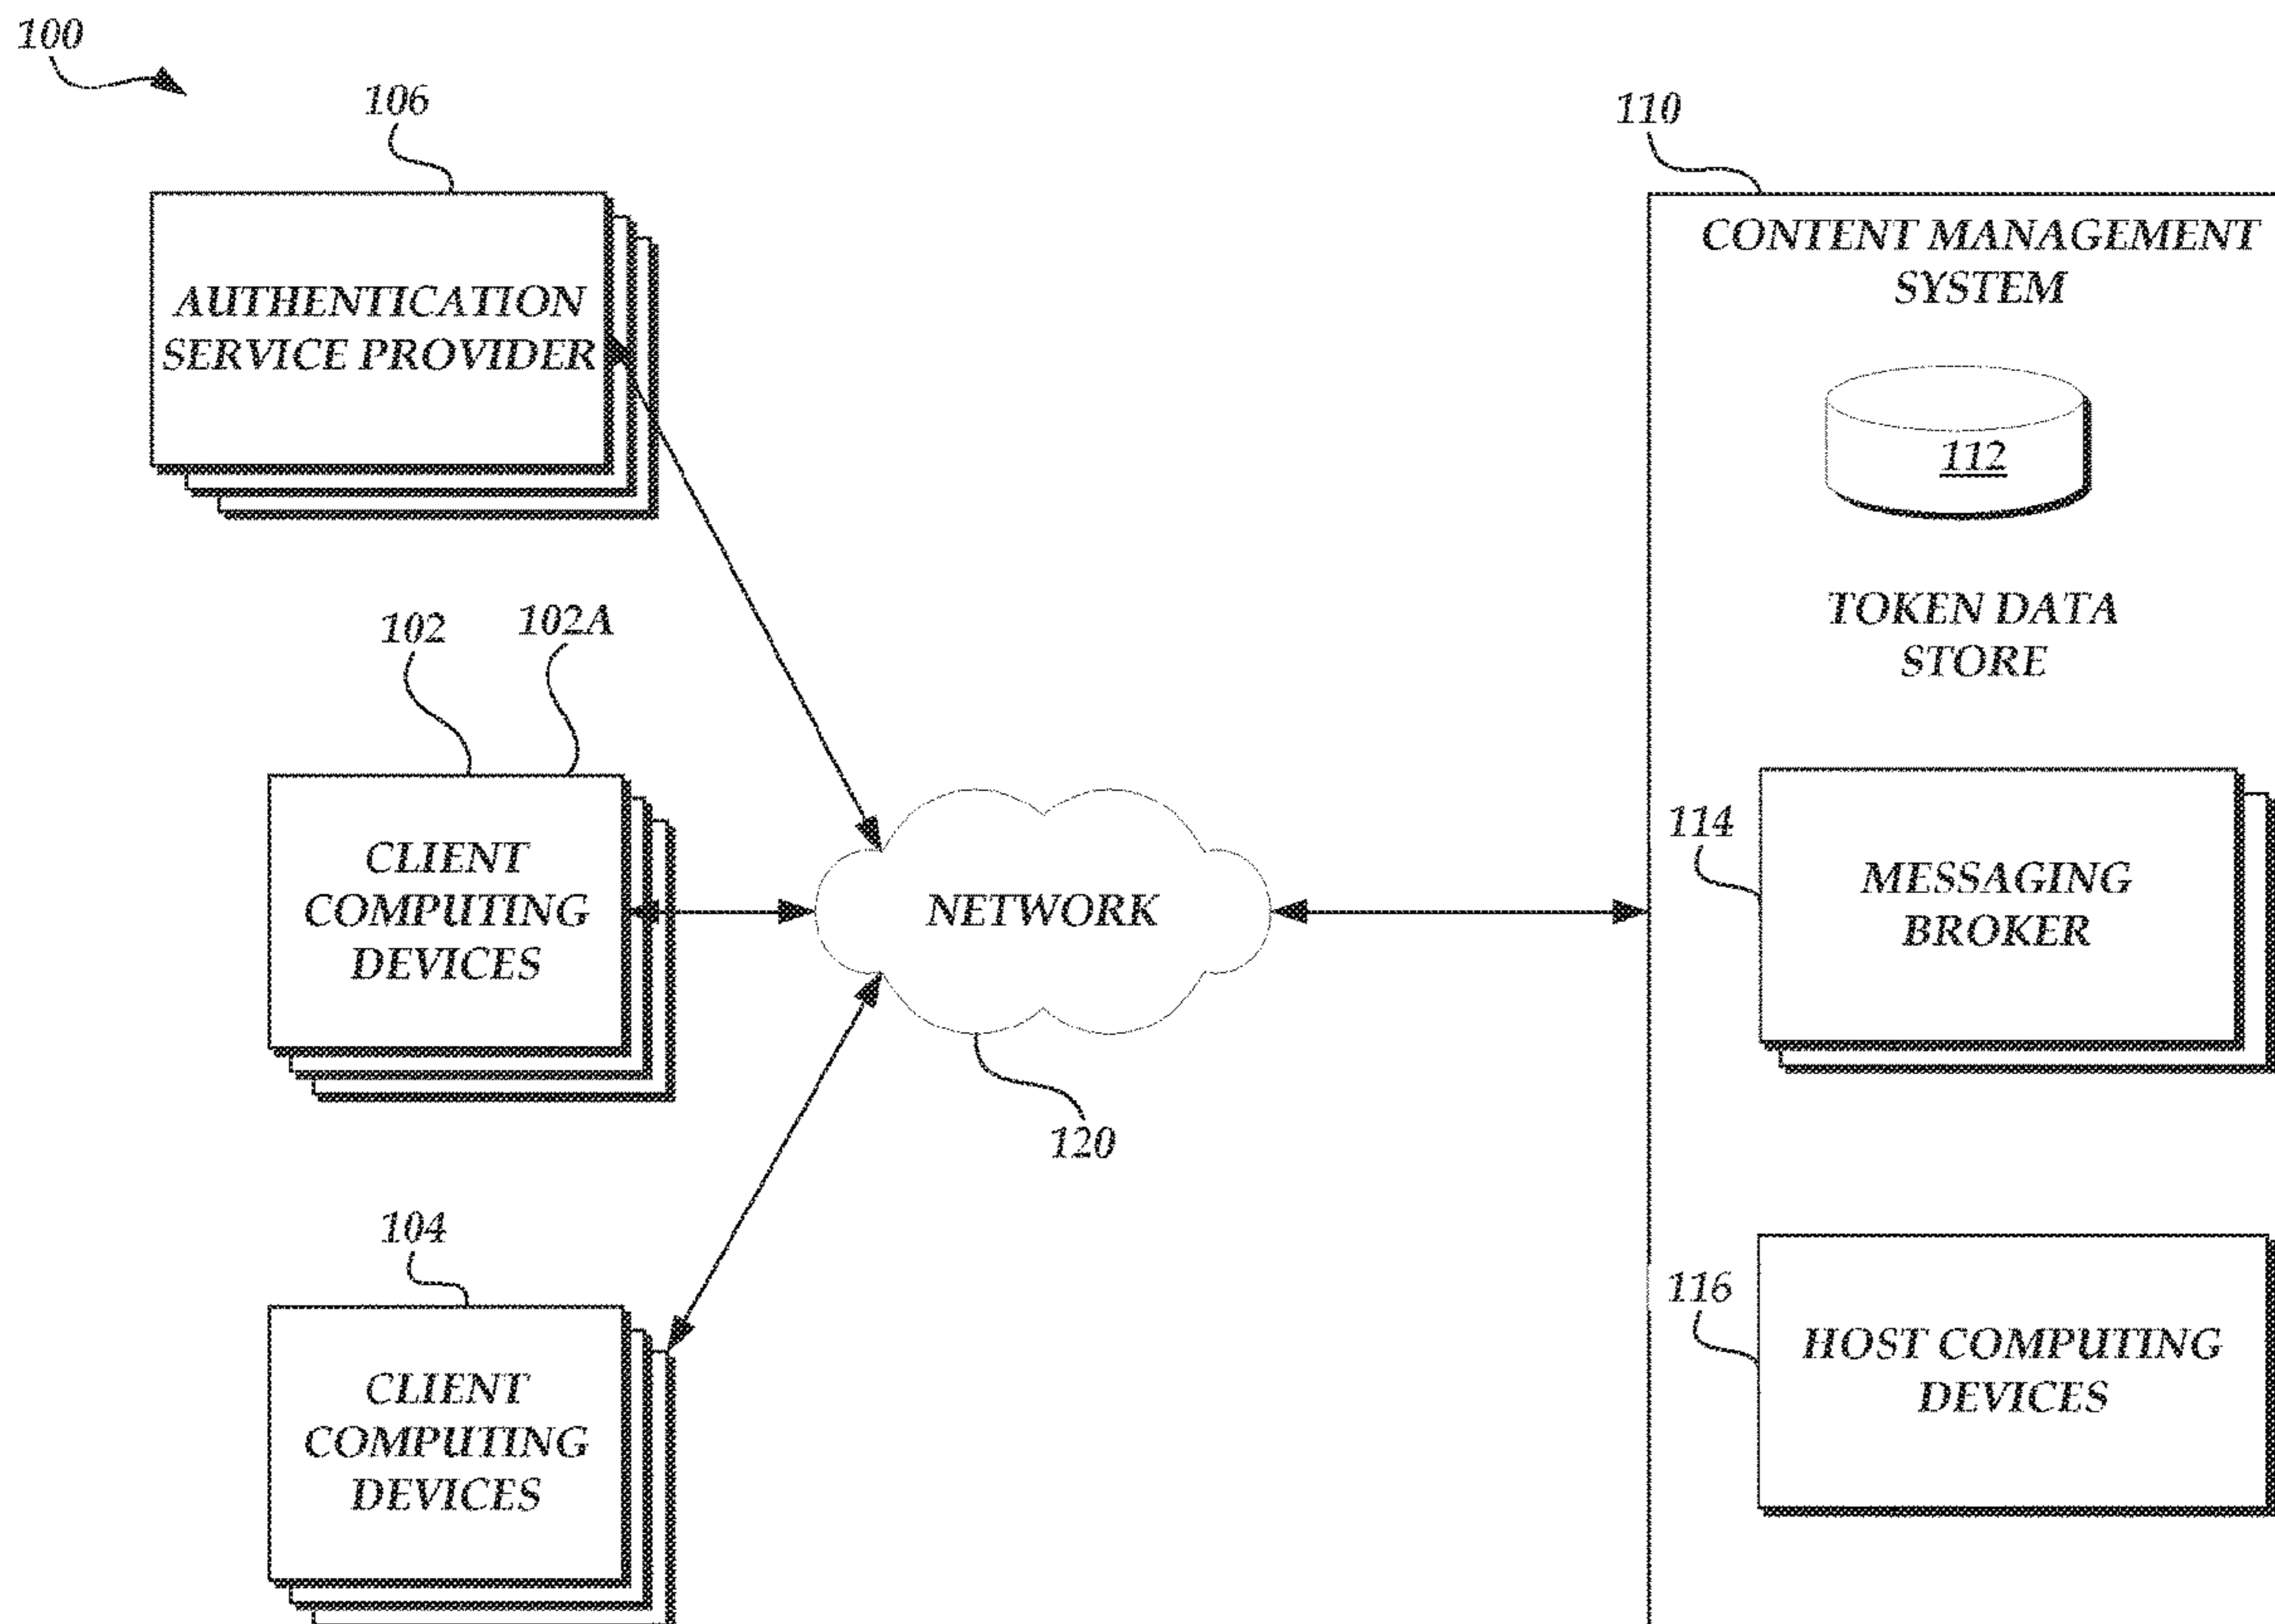 100
106
AUTHENTICATION
SERVICE PROVIDER
102
102A
CLIENT
COMPUTING
DEVICES
104
CLIENT
COMPUTING
DEVICES
NETWORK
120
110
CONTENT MANAGEMENT
SYSTEM
112
TOKEN DATA
STORE
114
MESSAGING
BROKER
116
HOST COMPUTING
DEVICES